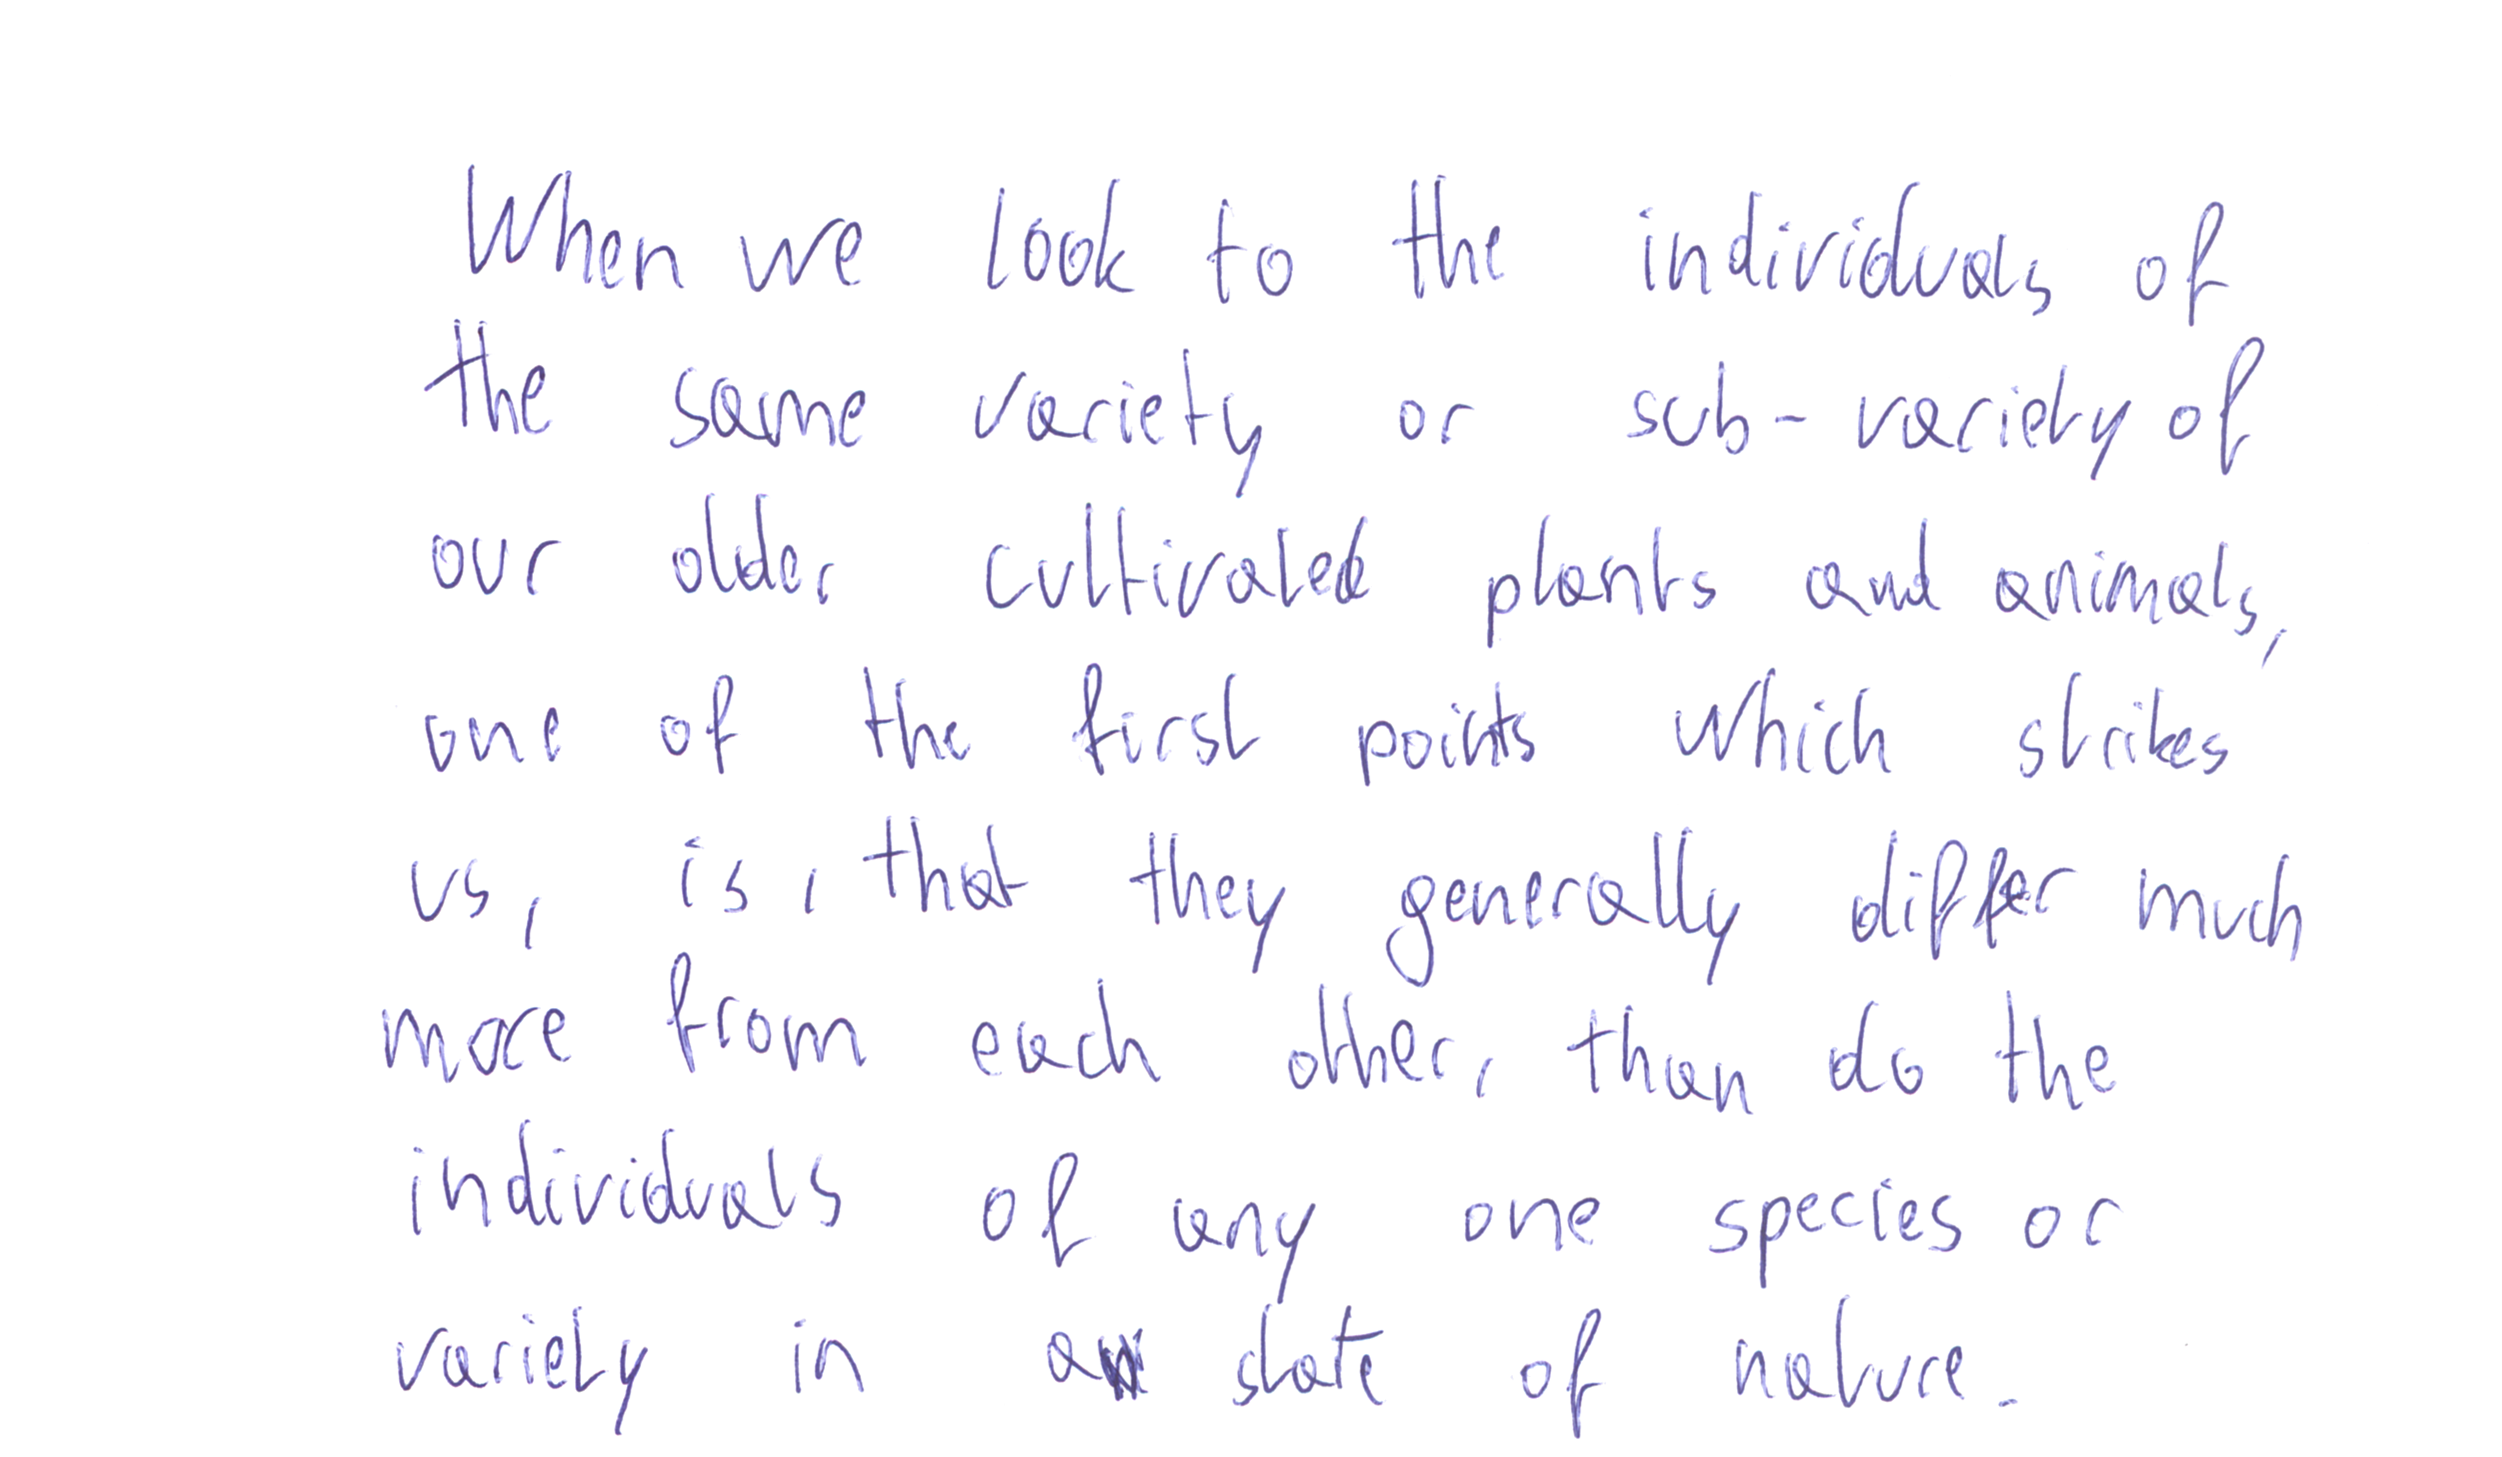 When we look to the individuals of
the same variety or sub-variety of
our older cultivated plants and animals,
one of the first points which strikes
us, is, that they generally differ much
more from each other, than do the
individuals of any one species or
variety in a state of nature.